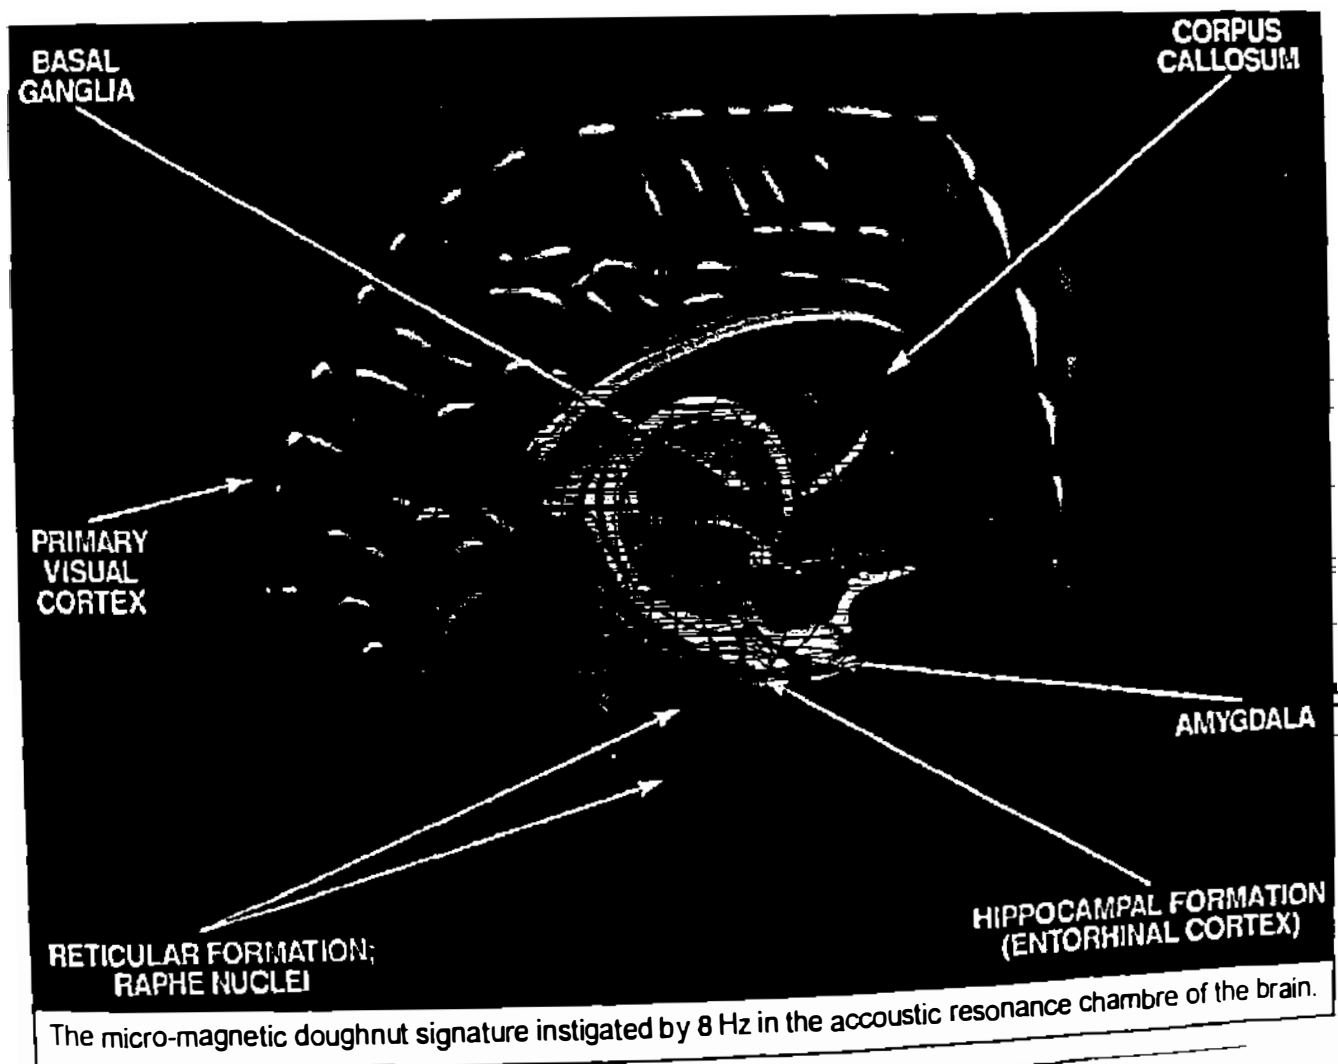 BASAL
GANGLIA
CORPUS
CALLOSUM
PRIMARY
VISUAL
CORTEX
AMYGDALA
HIPPOCAMPAL FORMATION
(ENTORHINAL CORTEX)
RETICULAR FORMATION;
RAPHE NUCLEI
The micro-magnetic doughnut signature instigated by 8 Hz in the accoustic resonance chambre of the brain.